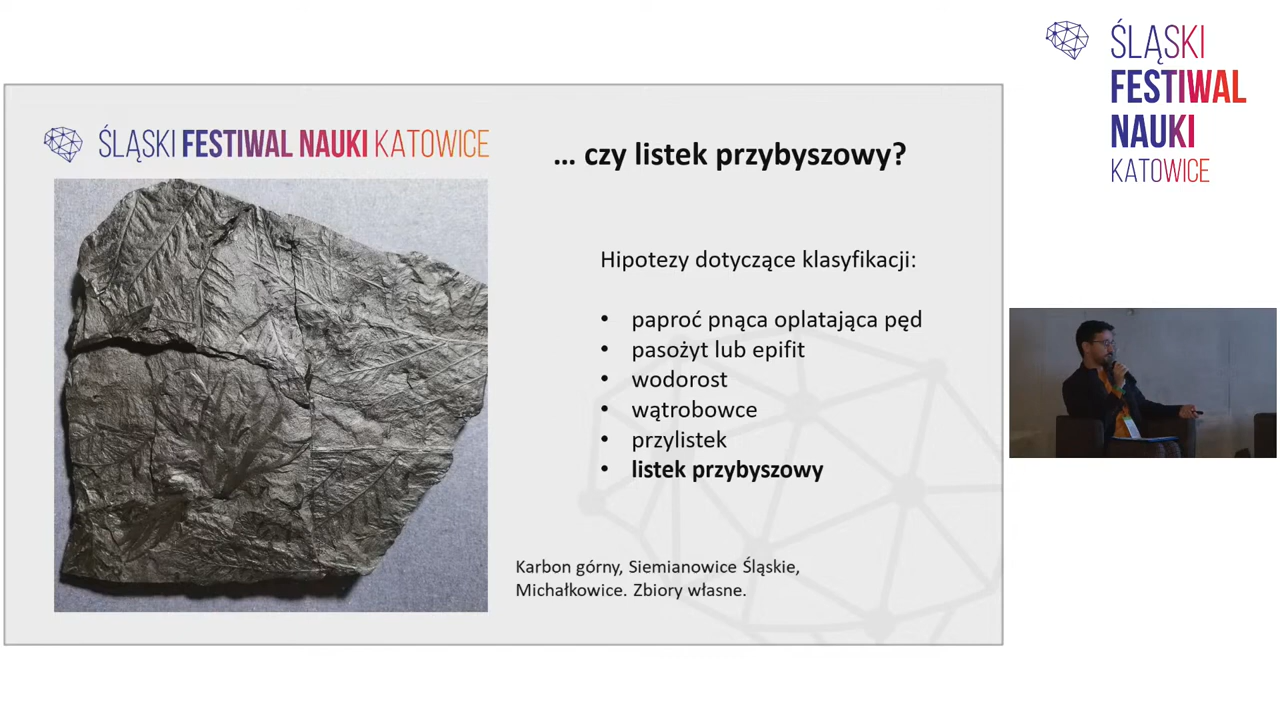 ŚLĄSKI FESTIWAL NAUKI KATOWICE
... czy listek przybyszowy?
Hipotezy dotyczące klasyfikacji:
• paproć pnąca oplatająca pęd
• pasożyt lub epifit
• wodorost
• wątrobowce
• przylistek
• listek przybyszowy
Karbon górny, Siemianowice Śląskie,
Michałkowice. Zbiory własne.
ŚLĄSKI
FESTIWAL
NAUKI
KATOWICE